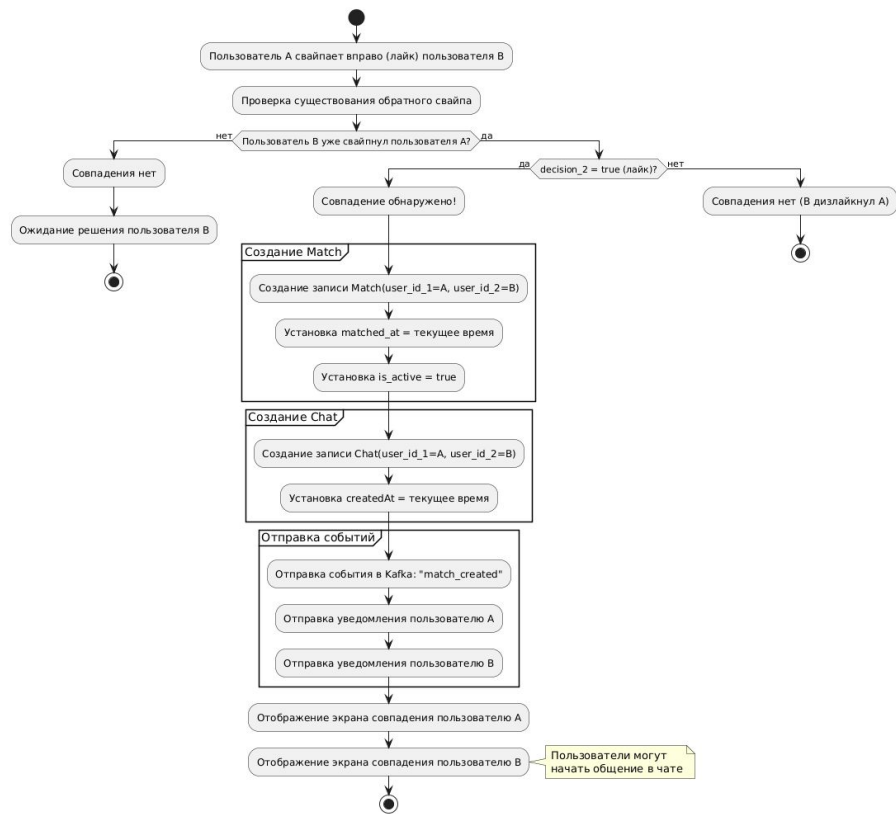 Пользователь А свайпает вправо (лайк) пользователя В
Проверка существования обратного свайпа
нет
Пользователь В уже свайпнул пользователя А?
да
Совпадения нет
Ожидание решения пользователя В
да
decision_2 = true (лайк)?
нет
Совпадение обнаружено!
Совпадения нет (В дизлайкнул А)
Создание Match
Создание записи Match(user_id_1=A, user_id_2=B)
Установка matched_at = текущее время
Установка is_active = true
Создание Chat
Создание записи Chat(user_id_1=A, user_id_2=B)
Установка createdAt = текущее время
Отправка событий
Отправка события в Kafka: "match_created"
Отправка уведомления пользователю А
Отправка уведомления пользователю В
Отображение экрана совпадения пользователю А
Отображение экрана совпадения пользователю В
Пользователи могут
начать общение в чате